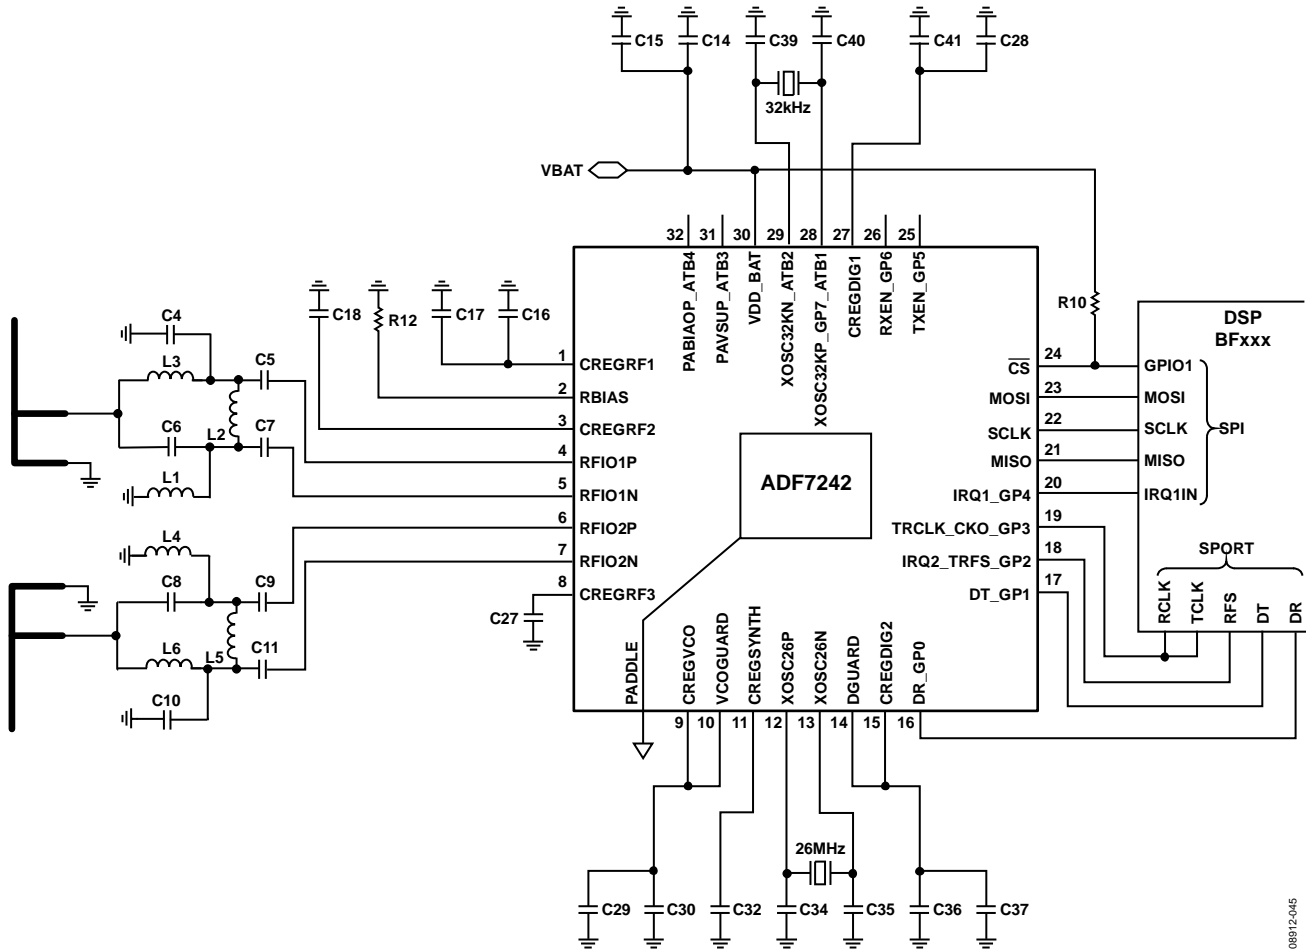 C15 C14 C39 C40 C41 C28
32kHz
VBAT
32 31 30 29 28 27 26 25
PABIAOP_ATB4
PAVSUP_ATB3
VDD_BAT
XOSC32KN_ATB2
XOSC32KP_GP7_ATB1
CREGDIG1
RXEN_GP6
TXEN_GP5
C18 R12 C17 C16
R10
DSP
BFxxx
C4
L3 C5
C6 L2 C7
L1
L4
C8 C9
L6 L5 C11
C10
C27
1 CREGRF1
2 RBIAS
3 CREGRF2
4 RFIO1P
5 RFIO1N
6 RFIO2P
7 RFIO2N
8 CREGRF3
ADF7242
CS 24 GPIO1
MOSI 23 MOSI
SCLK 22 SCLK
SPI
MISO 21 MISO
IRQ1_GP4 20 IRQ1IN
TRCLK_CKO_GP3 19
IRQ2_TRFS_GP2 18
DT_GP1 17
SPORT
RCLK
TCLK
RFS
DT
DR
PADDLE
CREGVCO
VCOGUARD
CREGSYNTH
XOSC26P
XOSC26N
DGUARD
CREGDIG2
DR_GP0
9 10 11 12 13 14 15 16
26MHz
C29 C30 C32 C34 C35 C36 C37
08912-045